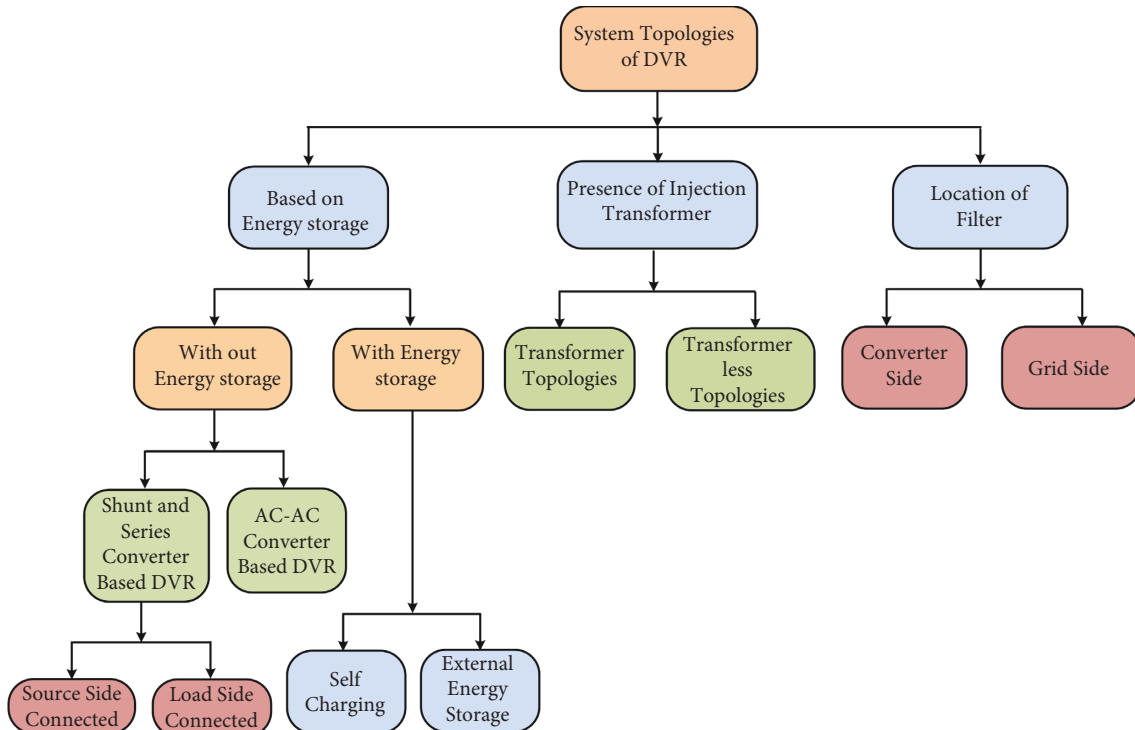 System Topologies
of DVR
Based on
Energy storage
Presence of Injection
Transformer
Location of
Filter
With out
Energy storage
With Energy
storage
Transformer
Topologies
Transformer
less
Topologies
Converter
Side
Grid Side
Shunt and
Series
Converter
Based DVR
AC-AC
Converter
Based DVR
Source Side
Connected
Load Side
Connected
Self
Charging
External
Energy
Storage